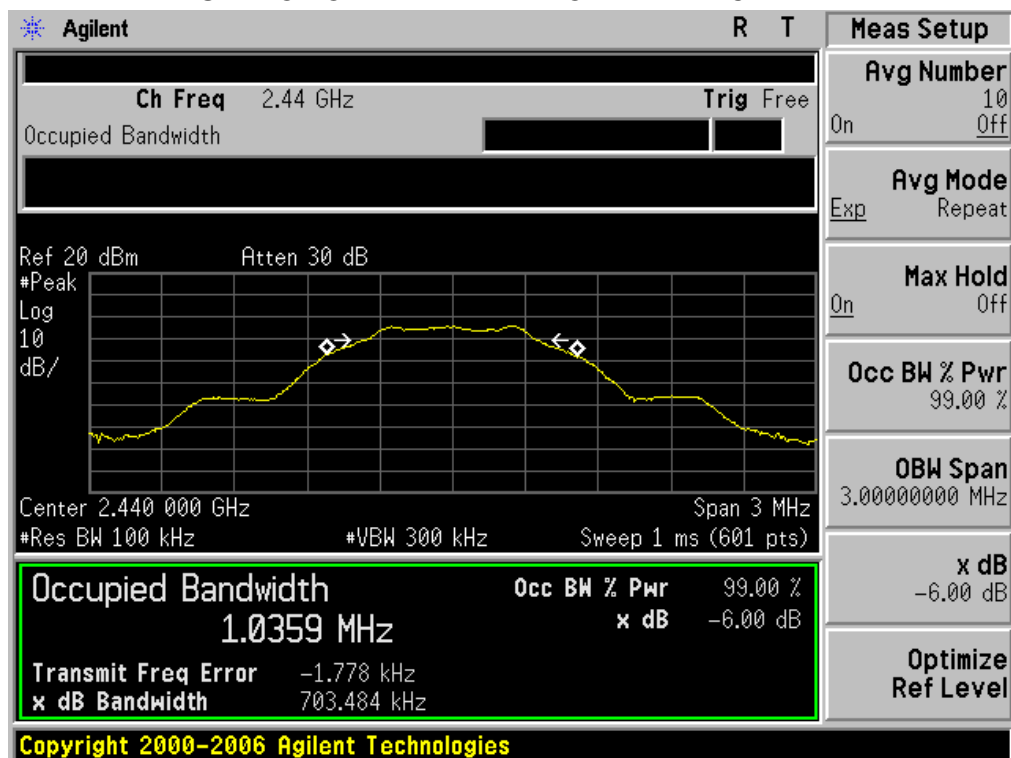 Agilent R T Meas Setup
Ch Freq 2.44 GHz Trig Free
Occupied Bandwidth
Avg Number
10
On Off
Avg Mode
Exp Repeat
Max Hold
On Off
Occ BW % Pwr
99.00 %
OBW Span
3.00000000 MHz
x dB
-6.00 dB
Optimize
Ref Level
Ref 20 dBm Atten 30 dB
#Peak
Log
10
dB/
Center 2.440 000 GHz Span 3 MHz
#Res BW 100 kHz #VBW 300 kHz Sweep 1 ms (601 pts)
Occupied Bandwidth Occ BW % Pwr 99.00 %
1.0359 MHz x dB -6.00 dB
Transmit Freq Error -1.778 kHz
x dB Bandwidth 703.484 kHz
Copyright 2000-2006 Agilent Technologies